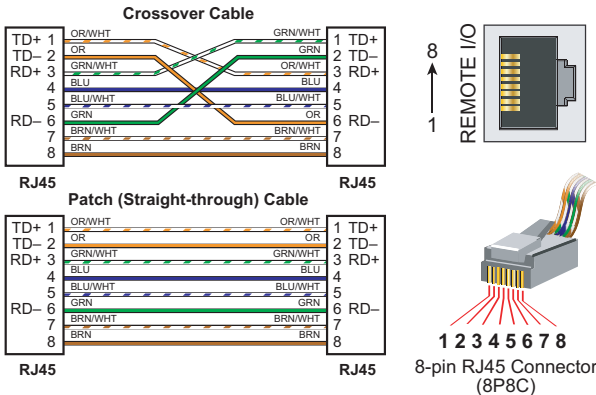 Crossover Cable
TD+ 1 OR/WHT GRN/WHT 1 TD+
TD– 2 OR GRN 2 TD–
RD+ 3 GRN/WHT OR/WHT 3 RD+
4 BLU BLU 4
5 BLU/WHT BLU/WHT 5
RD– 6 GRN OR 6 RD–
7 BRN/WHT BRN/WHT 7
8 BRN BRN 8
RJ45 RJ45
8
1
REMOTE I/O
Patch (Straight-through) Cable
TD+ 1 OR/WHT OR/WHT 1 TD+
TD– 2 OR OR 2 TD–
RD+ 3 GRN/WHT GRN/WHT 3 RD+
4 BLU BLU 4
5 BLU/WHT BLU/WHT 5
RD– 6 GRN GRN 6 RD–
7 BRN/WHT BRN/WHT 7
8 BRN BRN 8
RJ45 RJ45
1 2 3 4 5 6 7 8
8-pin RJ45 Connector
(8P8C)